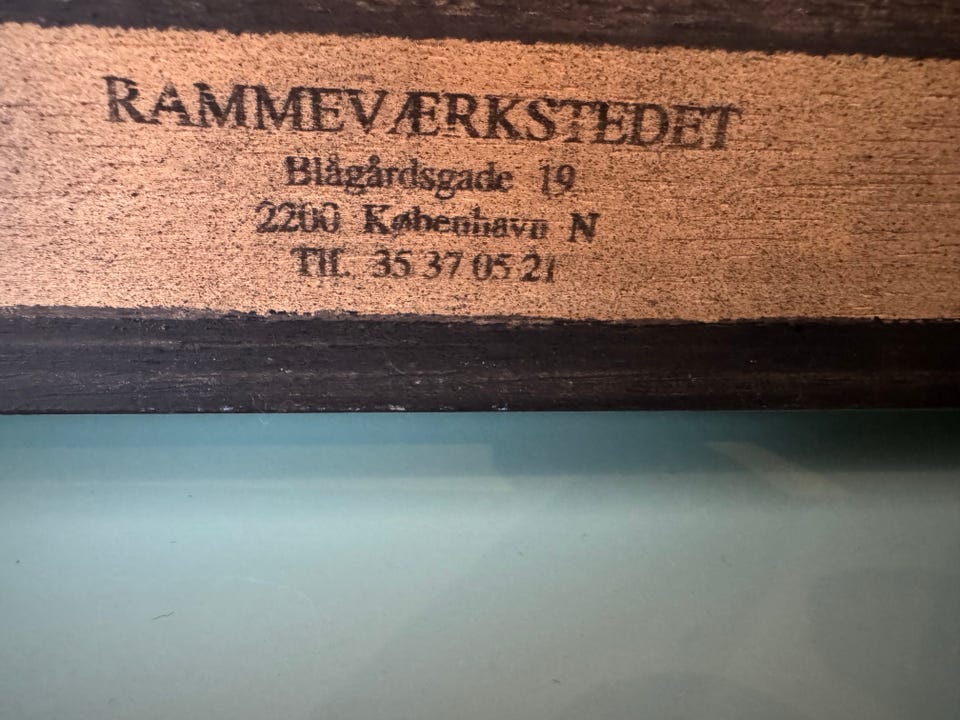 RAMMEVÆRKSTEDET
Blågårdsgade 19
2200 København N
Tlf. 35 37 05 21